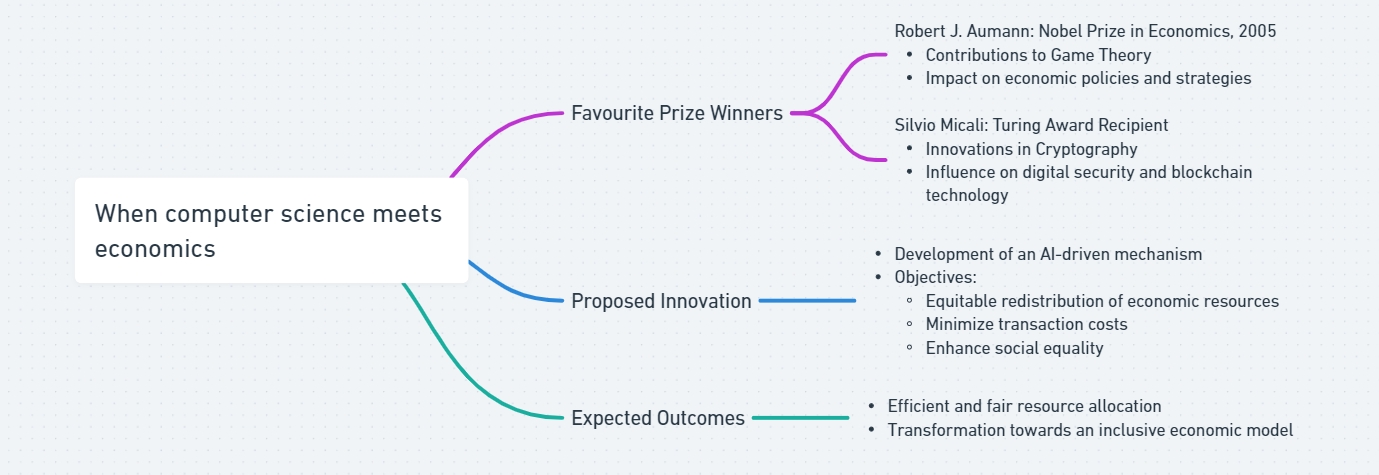 When computer science meets
economics
Favourite Prize Winners
Robert J. Aumann: Nobel Prize in Economics, 2005
• Contributions to Game Theory
• Impact on economic policies and strategies
Silvio Micali: Turing Award Recipient
• Innovations in Cryptography
• Influence on digital security and blockchain
technology
Proposed Innovation
• Development of an AI-driven mechanism
• Objectives:
◦ Equitable redistribution of economic resources
◦ Minimize transaction costs
◦ Enhance social equality
Expected Outcomes
• Efficient and fair resource allocation
• Transformation towards an inclusive economic model